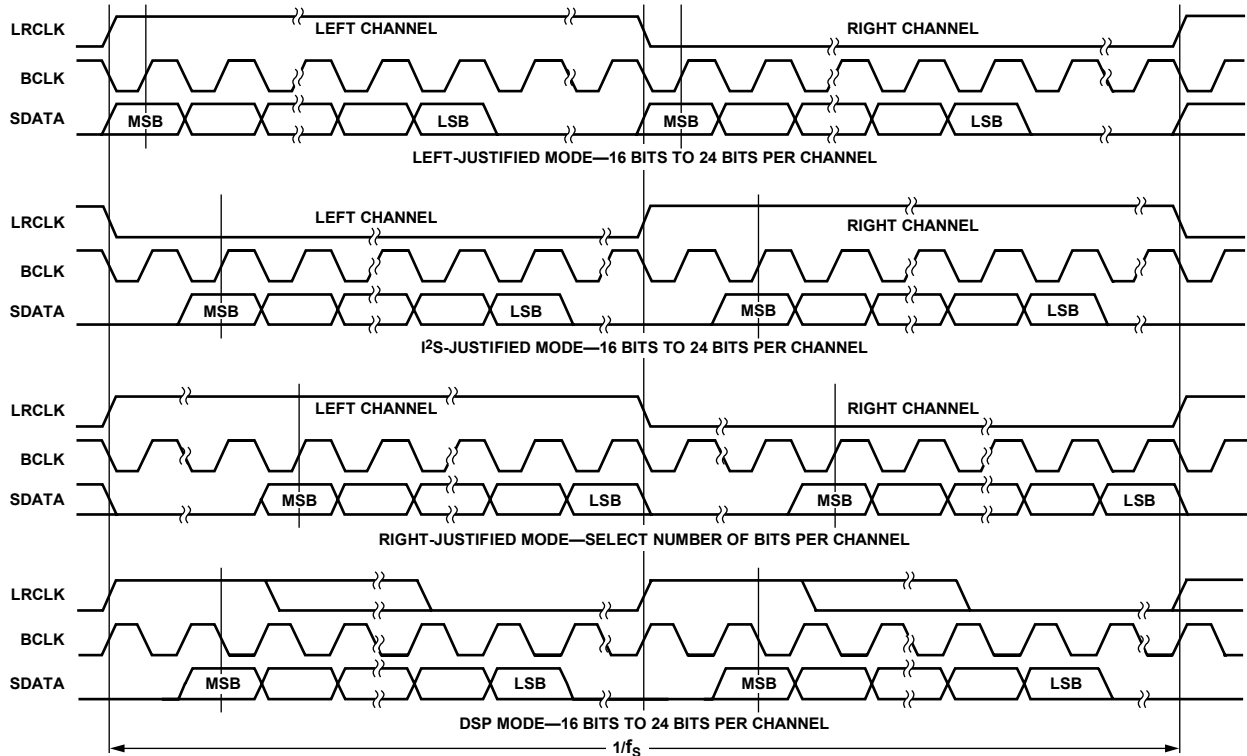 LRCLK LEFT CHANNEL RIGHT CHANNEL
BCLK
SDATA MSB LSB MSB LSB
LEFT-JUSTIFIED MODE—16 BITS TO 24 BITS PER CHANNEL
LRCLK LEFT CHANNEL RIGHT CHANNEL
BCLK
SDATA MSB LSB MSB LSB
I²S-JUSTIFIED MODE—16 BITS TO 24 BITS PER CHANNEL
LRCLK LEFT CHANNEL RIGHT CHANNEL
BCLK
SDATA MSB LSB MSB LSB
RIGHT-JUSTIFIED MODE—SELECT NUMBER OF BITS PER CHANNEL
LRCLK
BCLK
SDATA MSB LSB MSB LSB
DSP MODE—16 BITS TO 24 BITS PER CHANNEL
1/fS